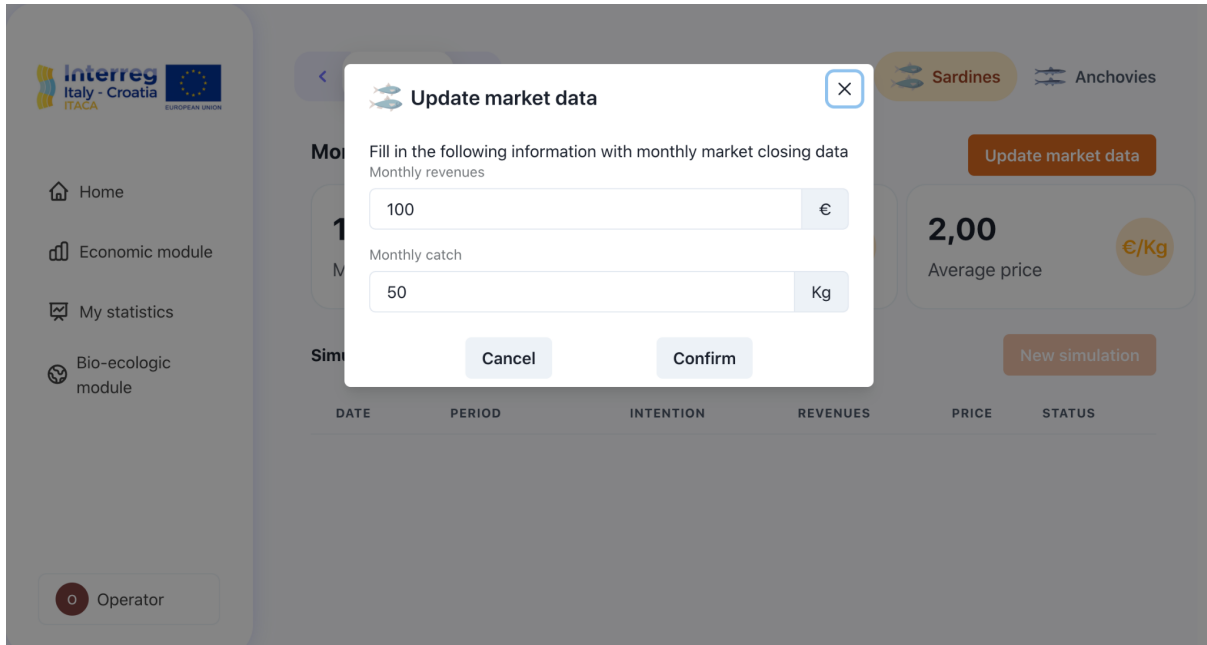 Interreg
Italy - Croatia
ITACA
EUROPEAN UNION
Home
Economic module
My statistics
Bio-ecologic
module
O Operator
Sardines
Anchovies
Update market data
2,00
€/Kg
Average price
New simulation
DATE PERIOD INTENTION REVENUES PRICE STATUS
Update market data
Fill in the following information with monthly market closing data
Monthly revenues
100 €
Monthly catch
50 Kg
Cancel Confirm